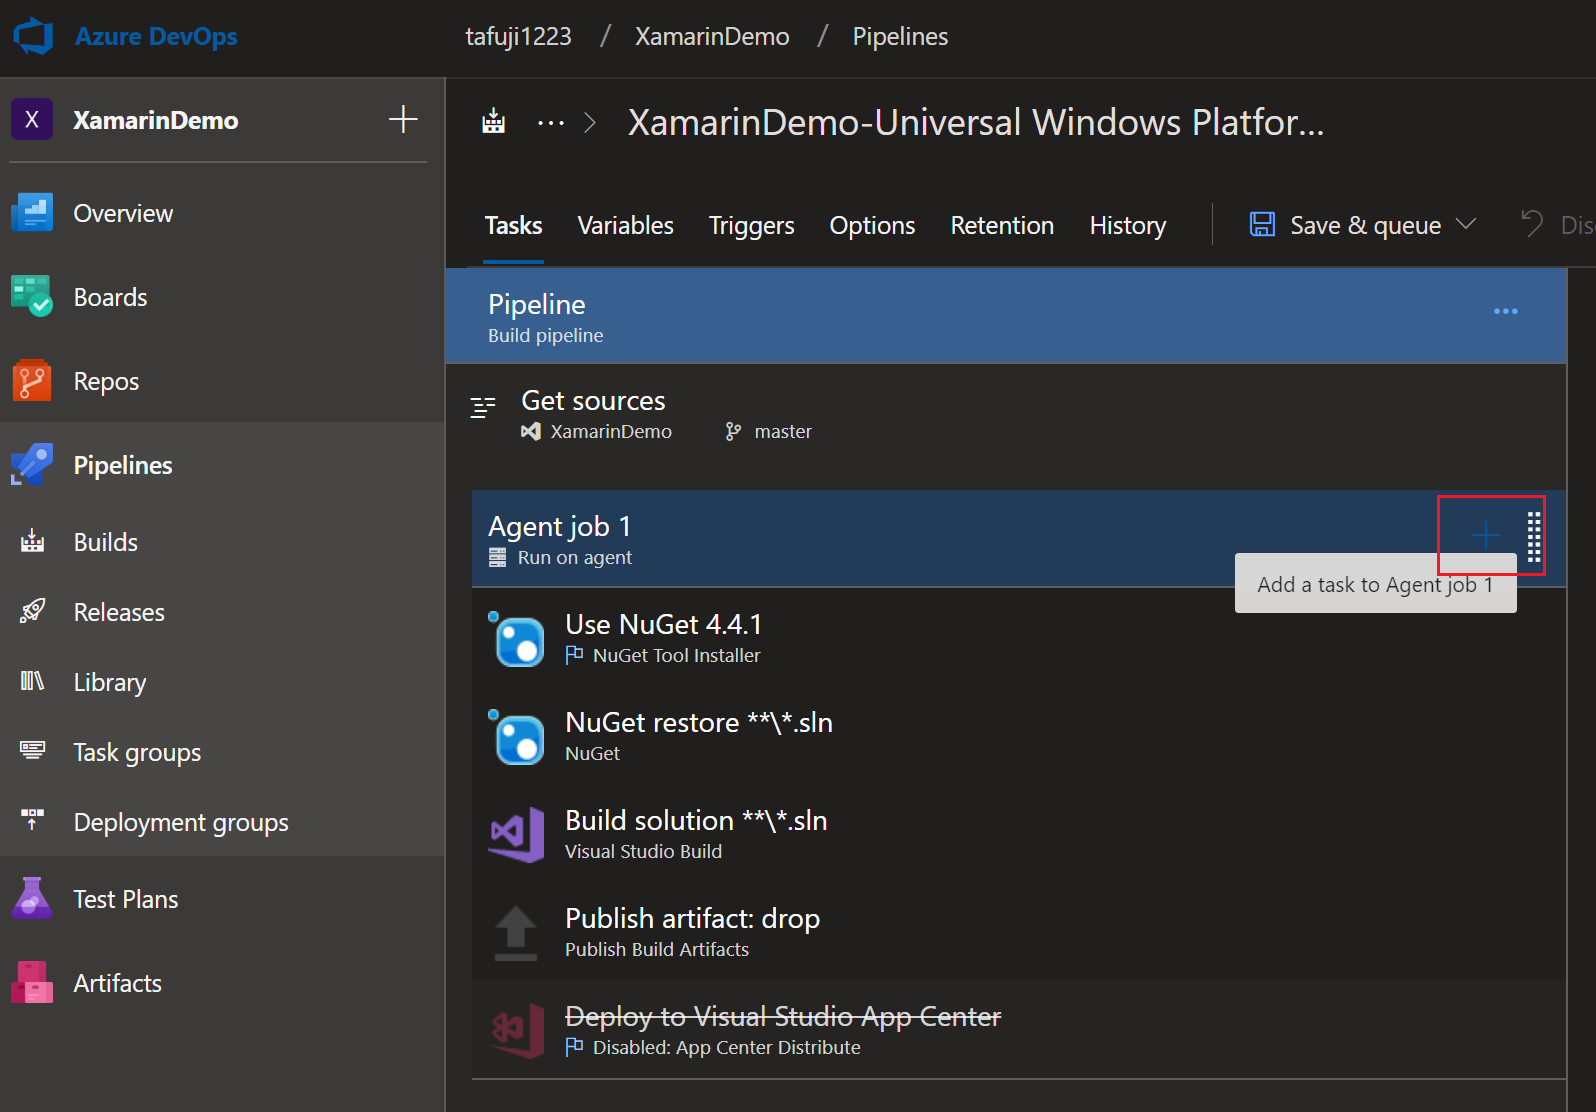 Azure DevOps
tafuji1223 / XamarinDemo / Pipelines
X XamarinDemo
Overview
Boards
Repos
Pipelines
Builds
Releases
Library
Task groups
Deployment groups
Test Plans
Artifacts
... > XamarinDemo-Universal Windows Platfor...
Tasks Variables Triggers Options Retention History Save & queue Dis
Pipeline
Build pipeline
Get sources
XamarinDemo master
Agent job 1
Run on agent
Add a task to Agent job 1
Use NuGet 4.4.1
NuGet Tool Installer
NuGet restore **\*.sln
NuGet
Build solution **\*.sln
Visual Studio Build
Publish artifact: drop
Publish Build Artifacts
Deploy to Visual Studio App Center
Disabled: App Center Distribute